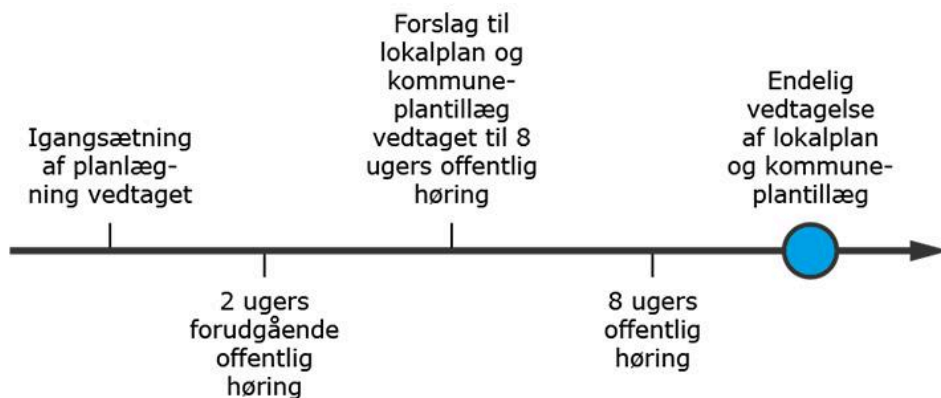 Igangsætning
af planlæg-
ning vedtaget
2 ugers
forudgående
offentlig
høring
Forslag til
lokalplan og
kommune-
plantillæg
vedtaget til 8
ugers offentlig
høring
8 ugers
offentlig
høring
Endelig
vedtagelse
af lokalplan
og kommune-
plantillæg